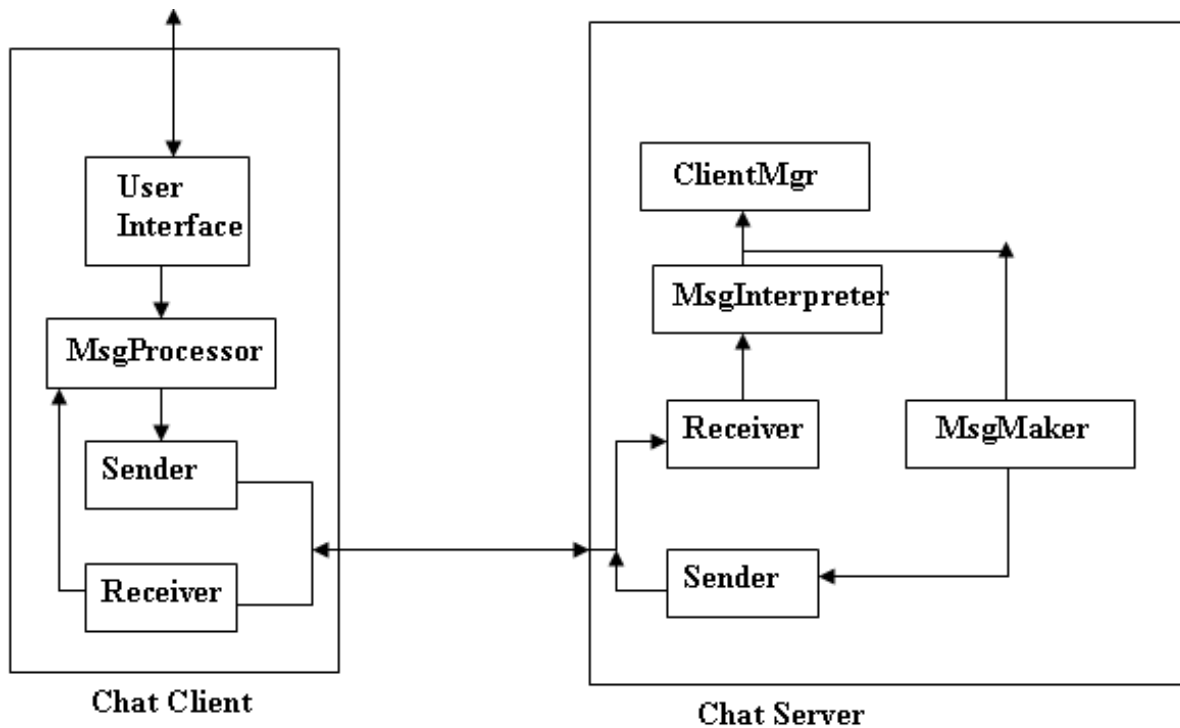 User
Interface
MsgProcessor
Sender
Receiver
Chat Client
ClientMgr
MsgInterpreter
Receiver
MsgMaker
Sender
Chat Server